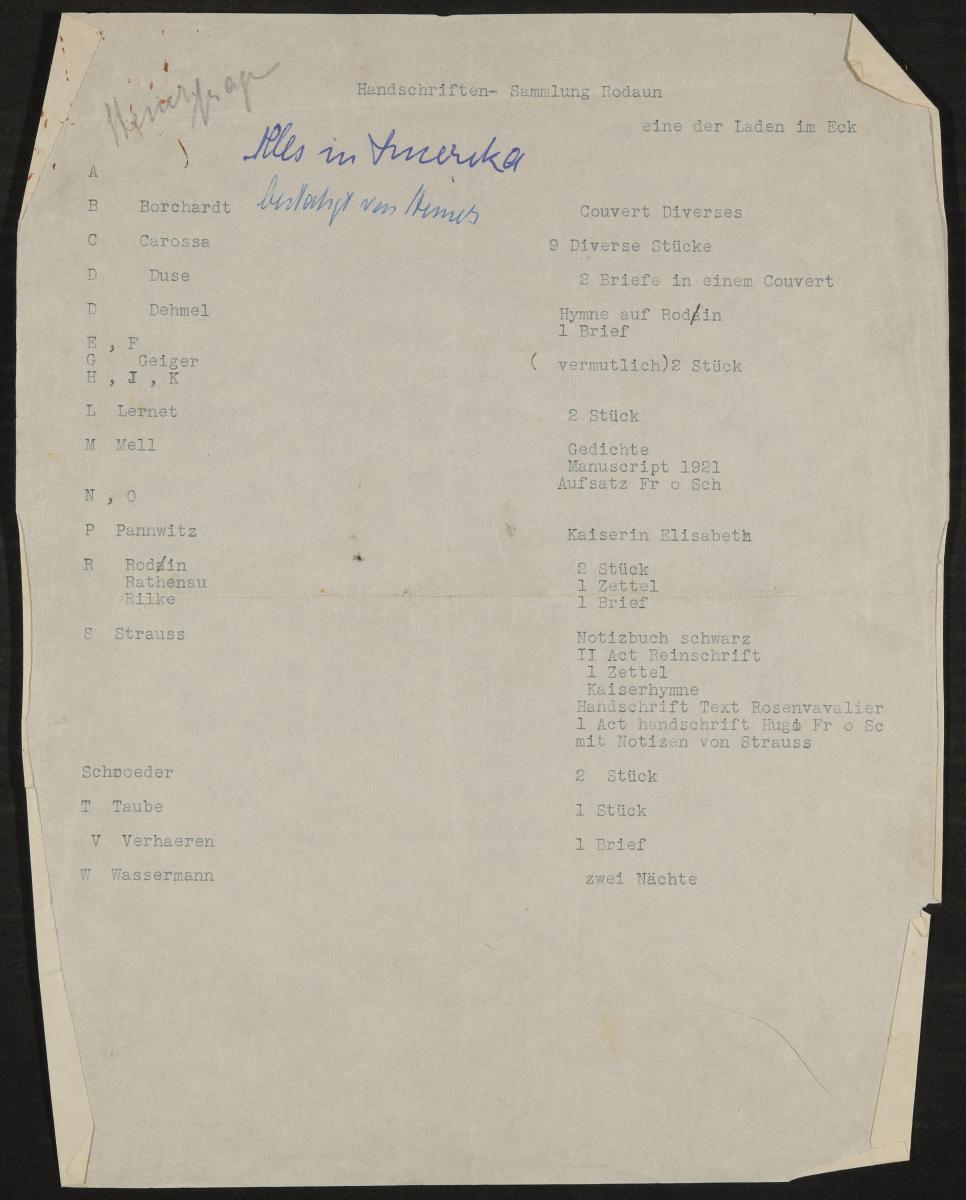 Handschriften- Sammlung Rodaun
eine der Laden im Eck
Alles in Amerika
A
bestätigt von
B Borchardt Couvert Diverses
C Carossa 9 Diverse Stücke
D Duse 2 Briefe in einem Couvert
D Dehmel Hymne auf Rodin
1 Brief
E , F
G Geiger ( vermutlich)2 Stück
H , I , K
L Lernet 2 Stück
M Mell Gedichte
Manuscript 1921
Aufsatz Fr o Sch
N , O
P Pannwitz Kaiserin Elisabeth
R Rodin 2 Stück
Rathenau 1 Zettel
Rilke 1 Brief
S Strauss Notizbuch schwarz
II Act Reinschrift
1 Zettel
Kaiserhymne
Handschrift Text Rosenvavalier
1 Act handschrift Hugo Fr o Sc
mit Notizen von Strauss
Schroeder 2 Stück
T Taube 1 Stück
V Verhaeren 1 Brief
W Wassermann zwei Nächte